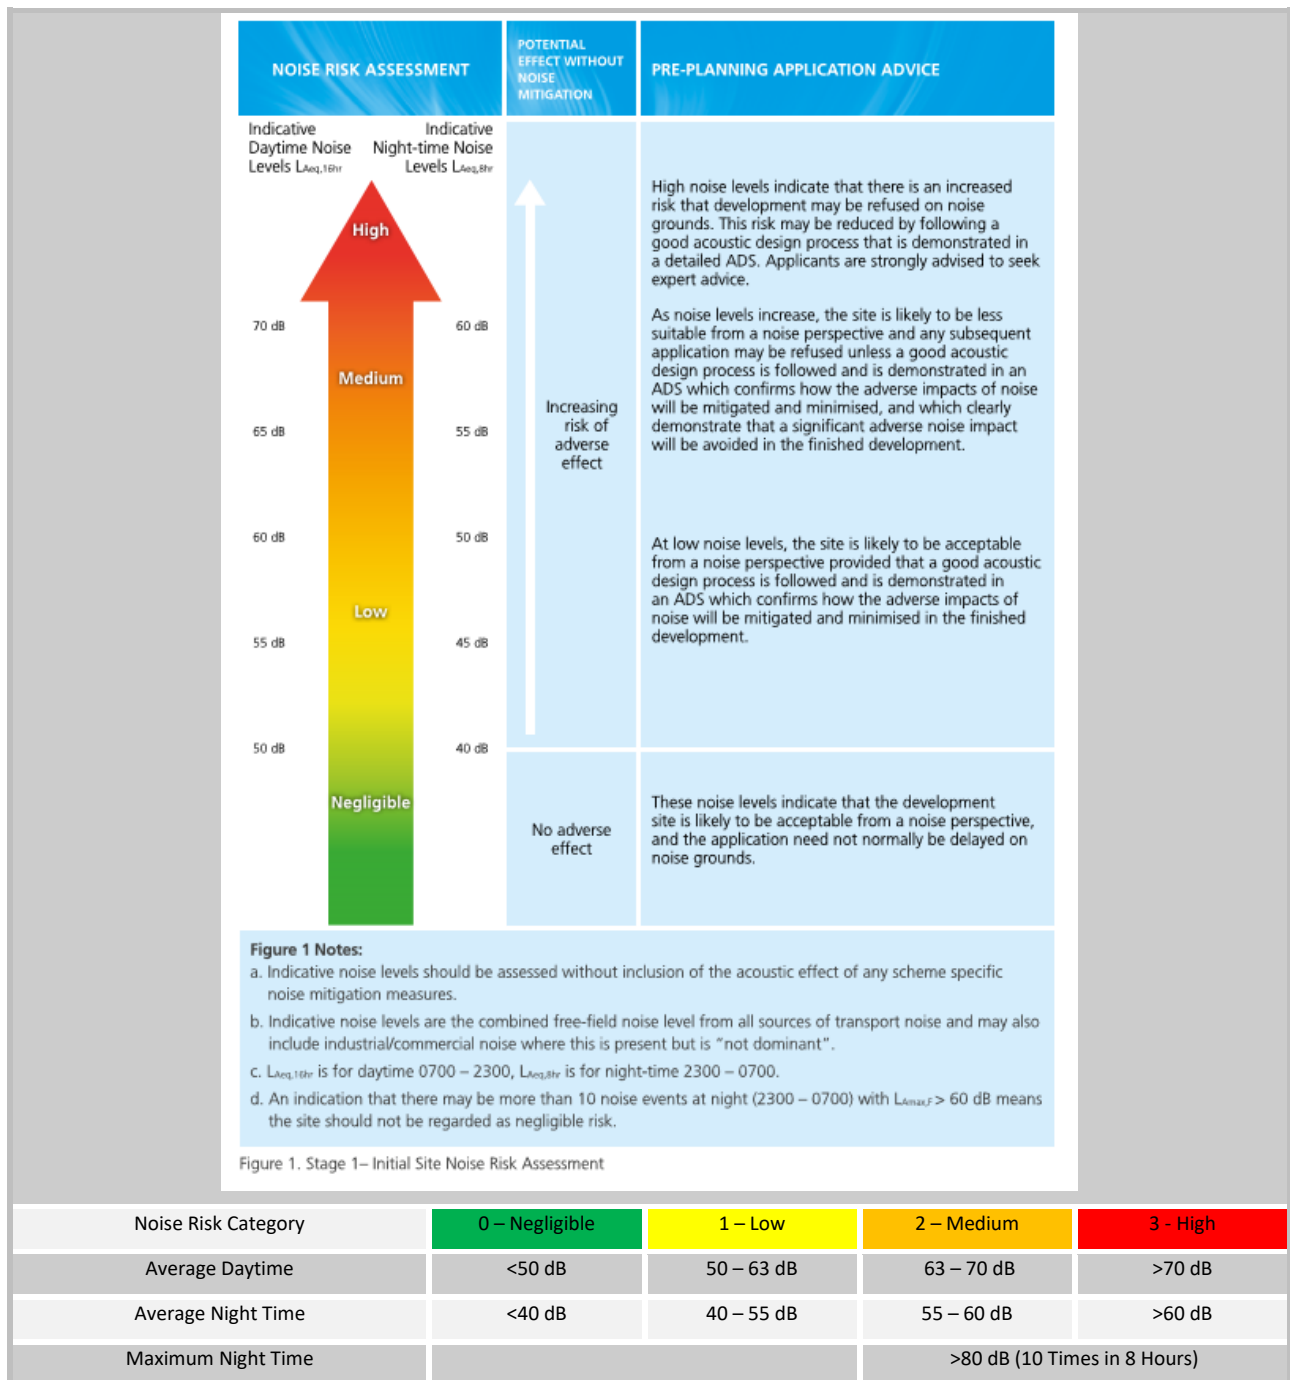 NOISE RISK ASSESSMENT
POTENTIAL
EFFECT WITHOUT
NOISE
MITIGATION
PRE-PLANNING APPLICATION ADVICE
Indicative
Daytime Noise
Levels LAeq,16hr
Indicative
Night-time Noise
Levels LAeq,8hr
High
70 dB
60 dB
Medium
65 dB
55 dB
60 dB
50 dB
Low
55 dB
45 dB
50 dB
40 dB
Negligible
Increasing
risk of
adverse
effect
No adverse
effect
High noise levels indicate that there is an increased
risk that development may be refused on noise
grounds. This risk may be reduced by following a
good acoustic design process that is demonstrated in
a detailed ADS. Applicants are strongly advised to seek
expert advice.
As noise levels increase, the site is likely to be less
suitable from a noise perspective and any subsequent
application may be refused unless a good acoustic
design process is followed and is demonstrated in an
ADS which confirms how the adverse impacts of noise
will be mitigated and minimised, and which clearly
demonstrate that a significant adverse noise impact
will be avoided in the finished development.
At low noise levels, the site is likely to be acceptable
from a noise perspective provided that a good acoustic
design process is followed and is demonstrated in
an ADS which confirms how the adverse impacts of
noise will be mitigated and minimised in the finished
development.
These noise levels indicate that the development
site is likely to be acceptable from a noise perspective,
and the application need not normally be delayed on
noise grounds.
Figure 1 Notes:
a. Indicative noise levels should be assessed without inclusion of the acoustic effect of any scheme specific
noise mitigation measures.
b. Indicative noise levels are the combined free-field noise level from all sources of transport noise and may also
include industrial/commercial noise where this is present but is "not dominant".
c. LAeq,16hr is for daytime 0700 – 2300, LAeq,8hr is for night-time 2300 – 0700.
d. An indication that there may be more than 10 noise events at night (2300 – 0700) with LAmax,F > 60 dB means
the site should not be regarded as negligible risk.
Figure 1. Stage 1– Initial Site Noise Risk Assessment
Noise Risk Category 0 – Negligible 1 – Low 2 – Medium 3 - High
Average Daytime <50 dB 50 – 63 dB 63 – 70 dB >70 dB
Average Night Time <40 dB 40 – 55 dB 55 – 60 dB >60 dB
Maximum Night Time >80 dB (10 Times in 8 Hours)